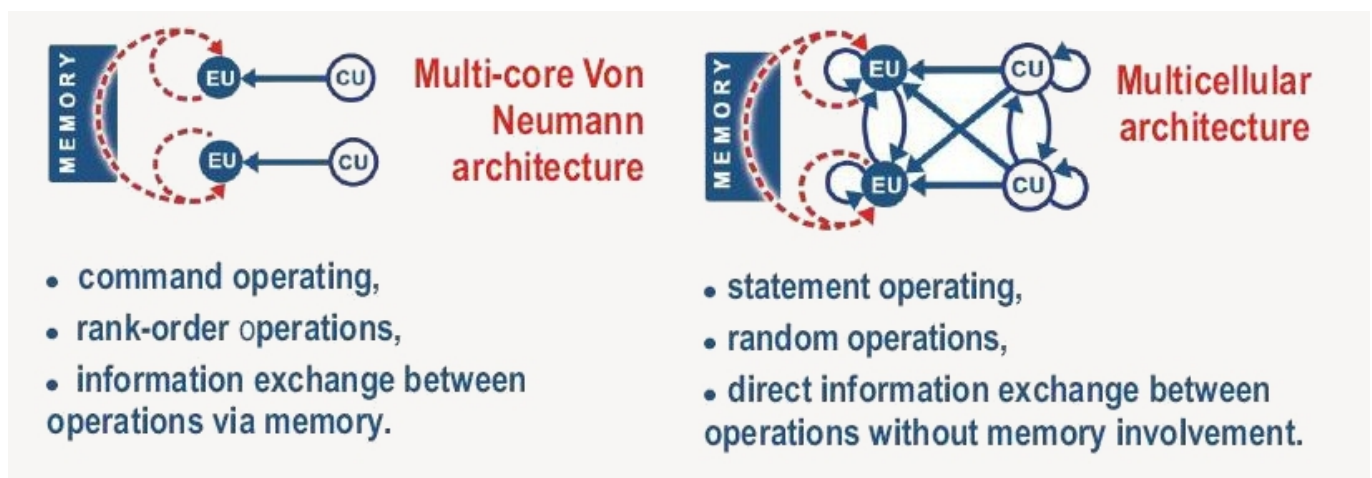 MEMORY
EU
CU
EU
CU
Multi-core Von
Neumann
architecture
• command operating,
• rank-order operations,
• information exchange between
operations via memory.
MEMORY
EU
CU
EU
CU
Multicellular
architecture
• statement operating,
• random operations,
• direct information exchange between
operations without memory involvement.